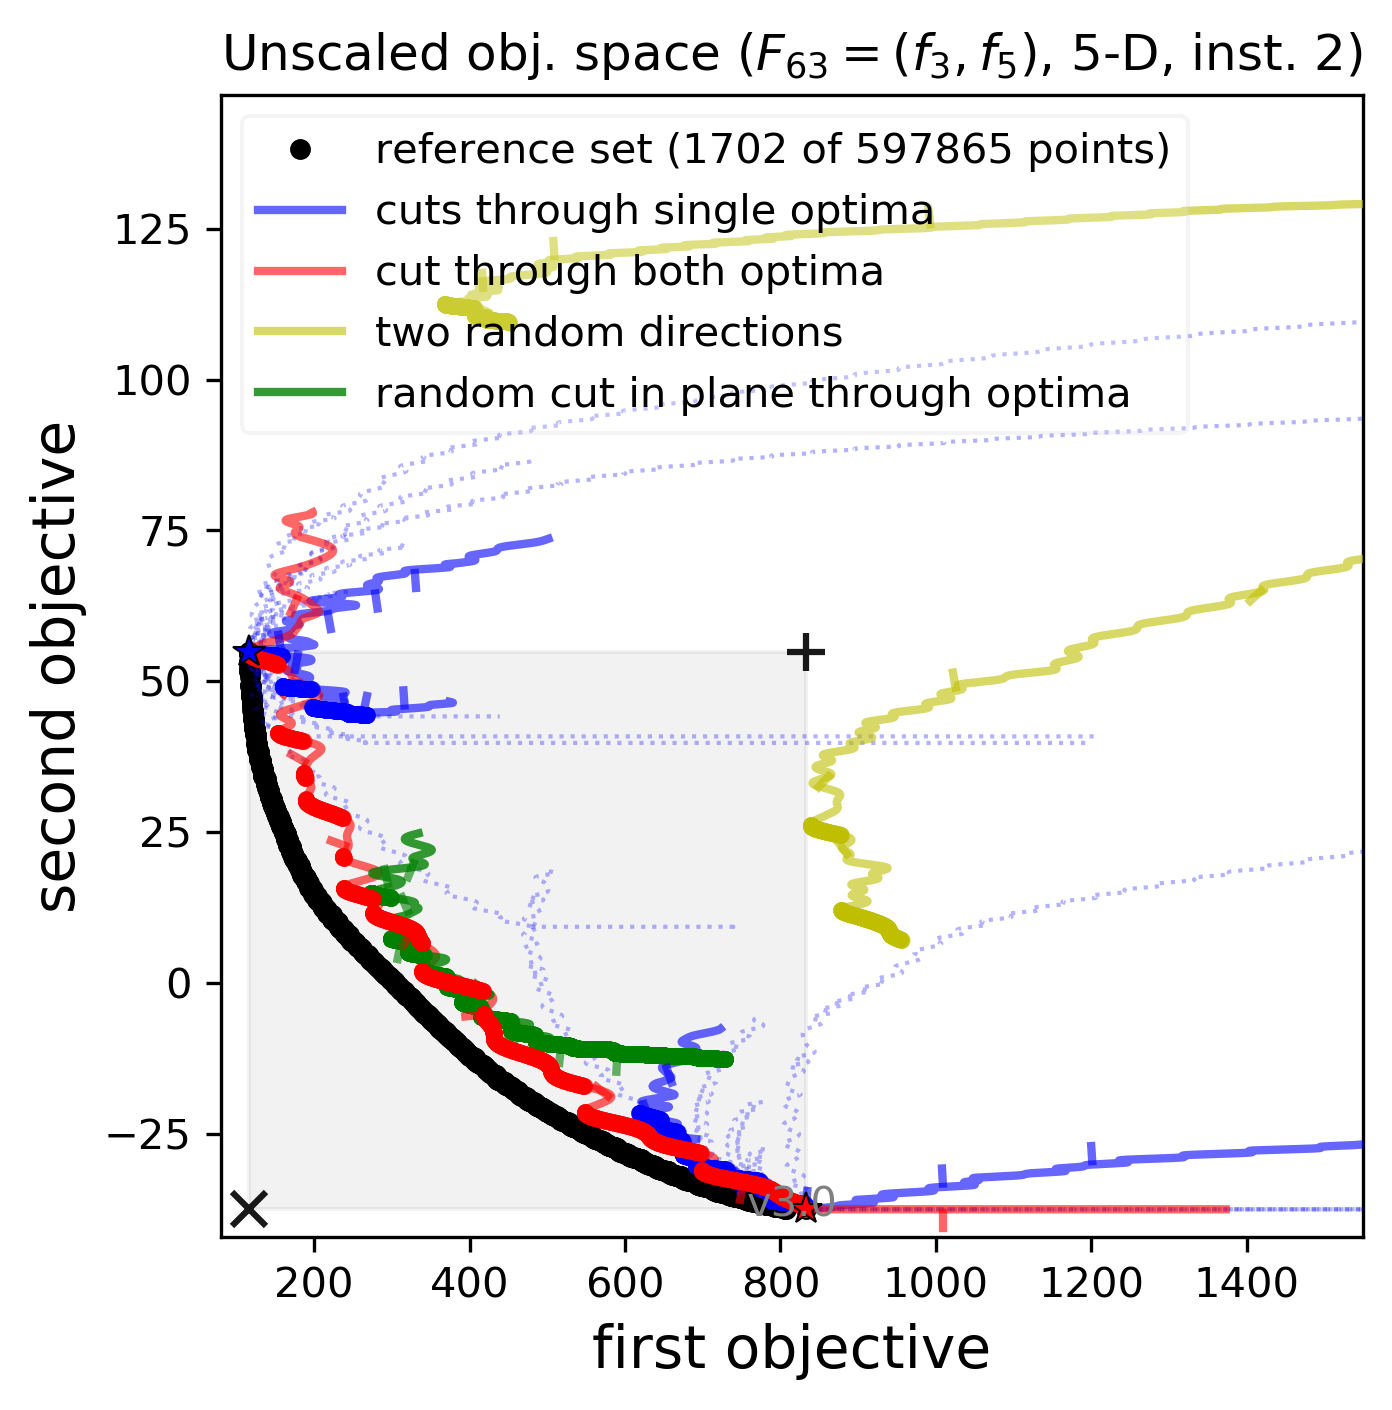 Unscaled obj. space (F₆₃ = (f₃, f₅), 5-D, inst. 2)
reference set (1702 of 597865 points)
cuts through single optima
cut through both optima
two random directions
random cut in plane through optima
125
100
75
50
25
0
−25
second objective
v3.0
200 400 600 800 1000 1200 1400
first objective